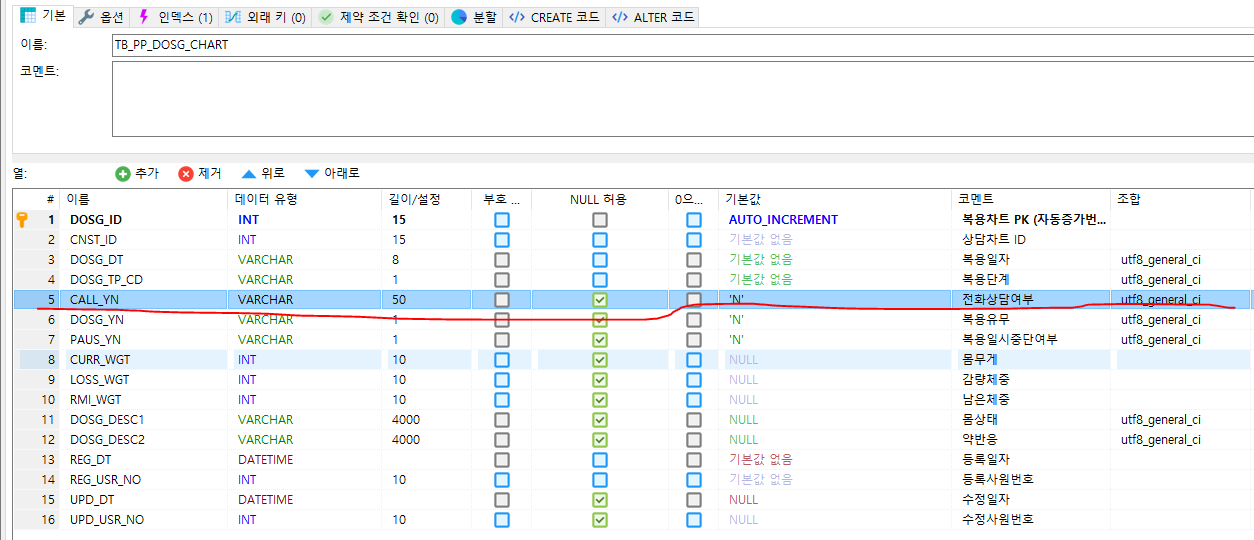 기본 옵션 인덱스 (1) 외래 키 (0) 제약 조건 확인 (0) 분할 CREATE 코드 ALTER 코드
이름: TB_PP_DOSG_CHART
코멘트:
열: 추가 제거 위로 아래로
# 이름 데이터 유형 길이/설정 부호 ... NULL 허용 0으... 기본값 코멘트 조합
1 DOSG_ID INT 15 AUTO_INCREMENT 복용차트 PK (자동증가번...
2 CNST_ID INT 15 기본값 없음 상담차트 ID
3 DOSG_DT VARCHAR 8 기본값 없음 복용일자 utf8_general_ci
4 DOSG_TP_CD VARCHAR 1 기본값 없음 복용단계 utf8_general_ci
5 CALL_YN VARCHAR 50 'N' 전화상담여부 utf8_general_ci
6 DOSG_YN VARCHAR 1 'N' 복용유무 utf8_general_ci
7 PAUS_YN VARCHAR 1 'N' 복용일시중단여부 utf8_general_ci
8 CURR_WGT INT 10 NULL 몸무게
9 LOSS_WGT INT 10 NULL 감량체중
10 RMI_WGT INT 10 NULL 남은체중
11 DOSG_DESC1 VARCHAR 4000 NULL 몸상태 utf8_general_ci
12 DOSG_DESC2 VARCHAR 4000 NULL 약반응 utf8_general_ci
13 REG_DT DATETIME 기본값 없음 등록일자
14 REG_USR_NO INT 10 기본값 없음 등록사원번호
15 UPD_DT DATETIME NULL 수정일자
16 UPD_USR_NO INT 10 NULL 수정사원번호